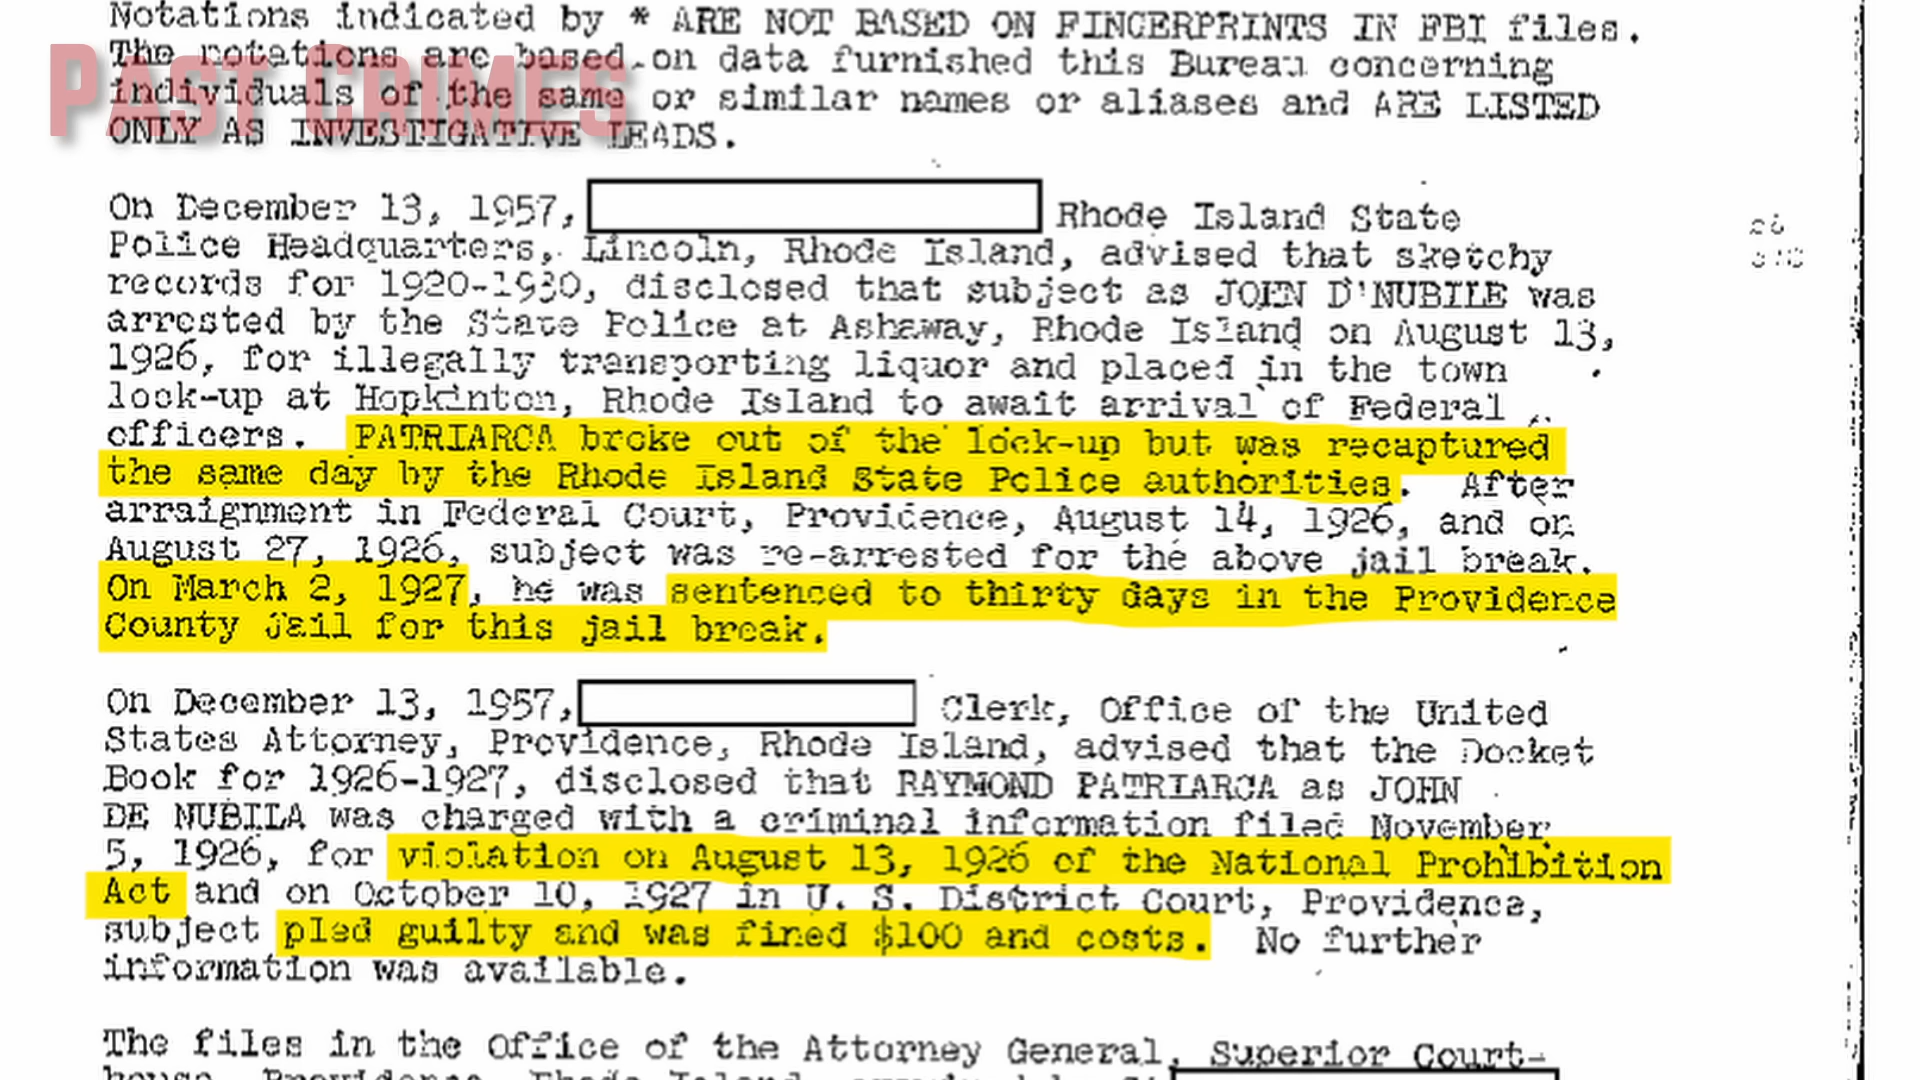 Notations indicated by * ARE NOT BASED ON FINGERPRINTS IN FBI files.
PAST CRIMES
The notations are based on data furnished this Bureau concerning
individuals of the same or similar names or aliases and ARE LISTED
ONLY AS INVESTIGATIVE LEADS.
On December 13, 1957, Rhode Island State
Police Headquarters, Lincoln, Rhode Island, advised that sketchy
records for 1920-1930, disclosed that subject as JOHN D'NUBILE was
arrested by the State Police at Ashaway, Rhode Island on August 13,
1926, for illegally transporting liquor and placed in the town
lock-up at Hopkinton, Rhode Island to await arrival of Federal
officers. PATRIARCA broke out of the lock-up but was recaptured
the same day by the Rhode Island State Police authorities. After
arraignment in Federal Court, Providence, August 14, 1926, and on
August 27, 1926, subject was re-arrested for the above jail break.
On March 2, 1927, he was sentenced to thirty days in the Providence
County Jail for this jail break.
On December 13, 1957, Clerk, Office of the United
States Attorney, Providence, Rhode Island, advised that the Docket
Book for 1926-1927, disclosed that RAYMOND PATRIARCA as JOHN
DE NUBILA was charged with a criminal information filed November
5, 1926, for violation on August 13, 1926 of the National Prohibition
Act and on October 10, 1927 in U. S. District Court, Providence,
subject pled guilty and was fined $100 and costs. No further
information was available.
The files in the Office of the Attorney General, Superior Court-